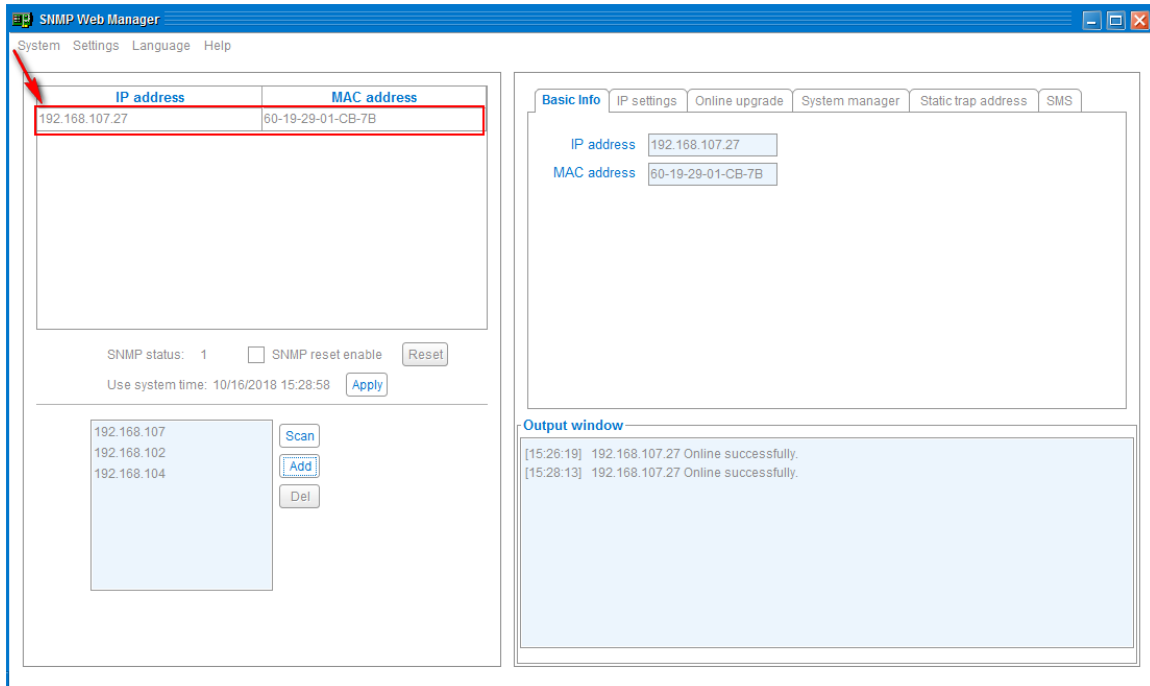 SNMP Web Manager
System Settings Language Help
IP address MAC address
192.168.107.27 60-19-29-01-CB-7B
SNMP status: 1 SNMP reset enable Reset
Use system time: 10/16/2018 15:28:58 Apply
192.168.107
192.168.102
192.168.104
Scan
Add
Del
Basic Info IP settings Online upgrade System manager Static trap address SMS
IP address 192.168.107.27
MAC address 60-19-29-01-CB-7B
Output window
[15:26:19] 192.168.107.27 Online successfully.
[15:28:13] 192.168.107.27 Online successfully.